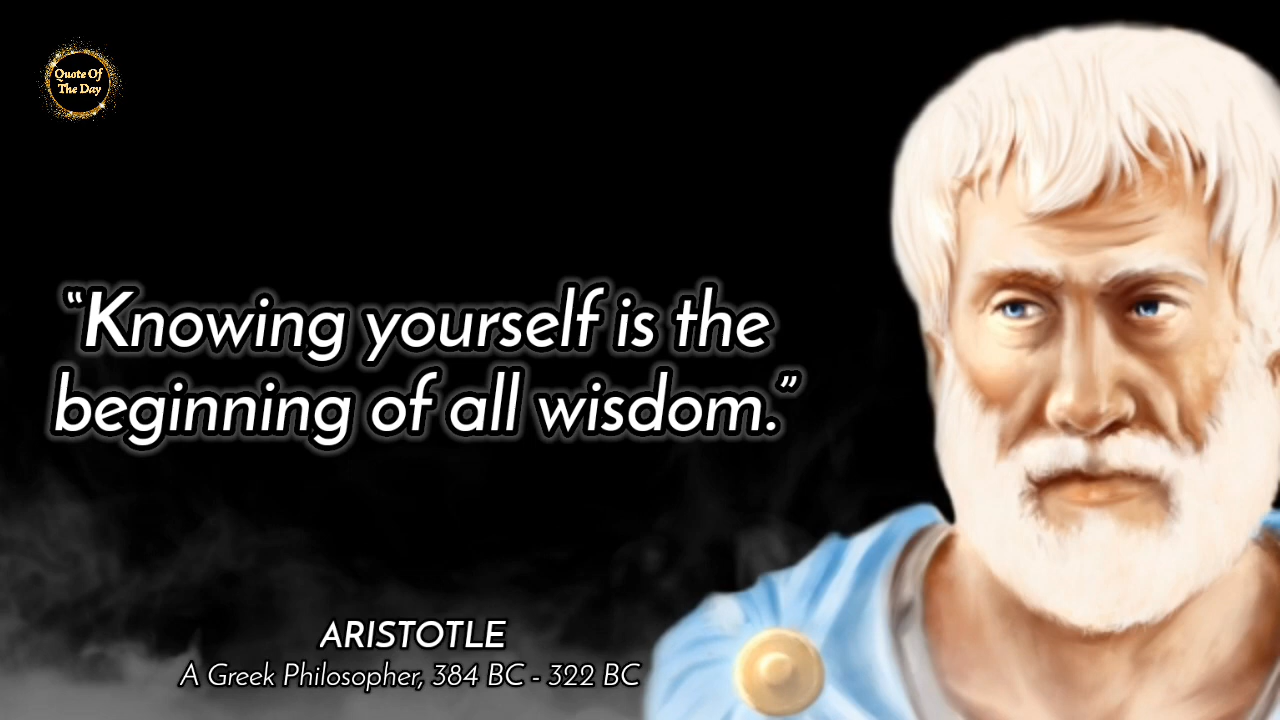 Quote Of
The Day
“Knowing yourself is the
beginning of all wisdom.”
ARISTOTLE
A Greek Philosopher, 384 BC - 322 BC